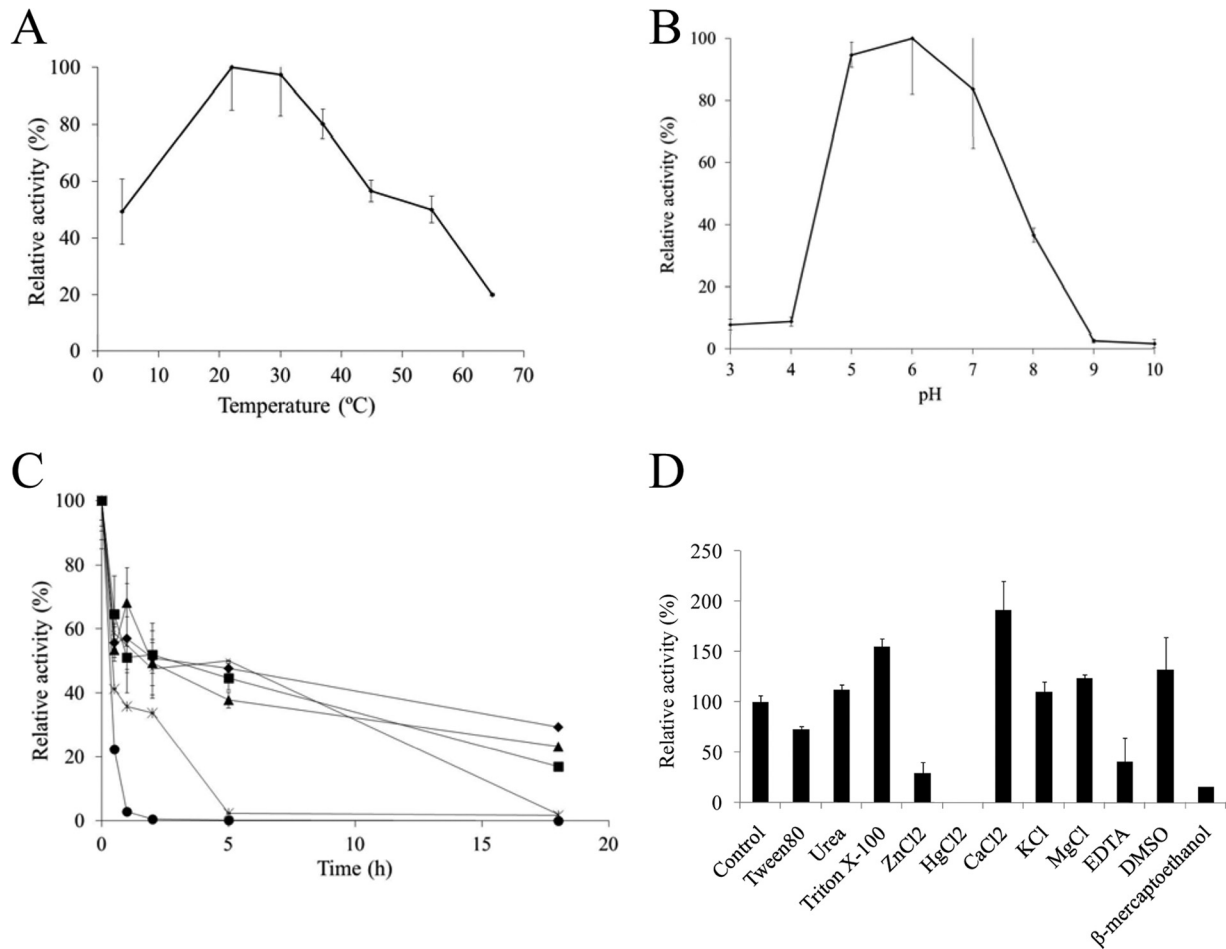 A
Relative activity (%)
100
80
60
40
20
0
0 10 20 30 40 50 60 70
Temperature (ºC)
B
Relative activity (%)
100
80
60
40
20
0
3 4 5 6 7 8 9 10
pH
C
Relative activity (%)
100
80
60
40
20
0
0 5 10 15 20
Time (h)
D
Relative activity (%)
250
200
150
100
50
0
Control
Tween80
Urea
Triton X-100
ZnCl2
HgCl2
CaCl2
KCl
MgCl
EDTA
DMSO
β-mercaptoethanol